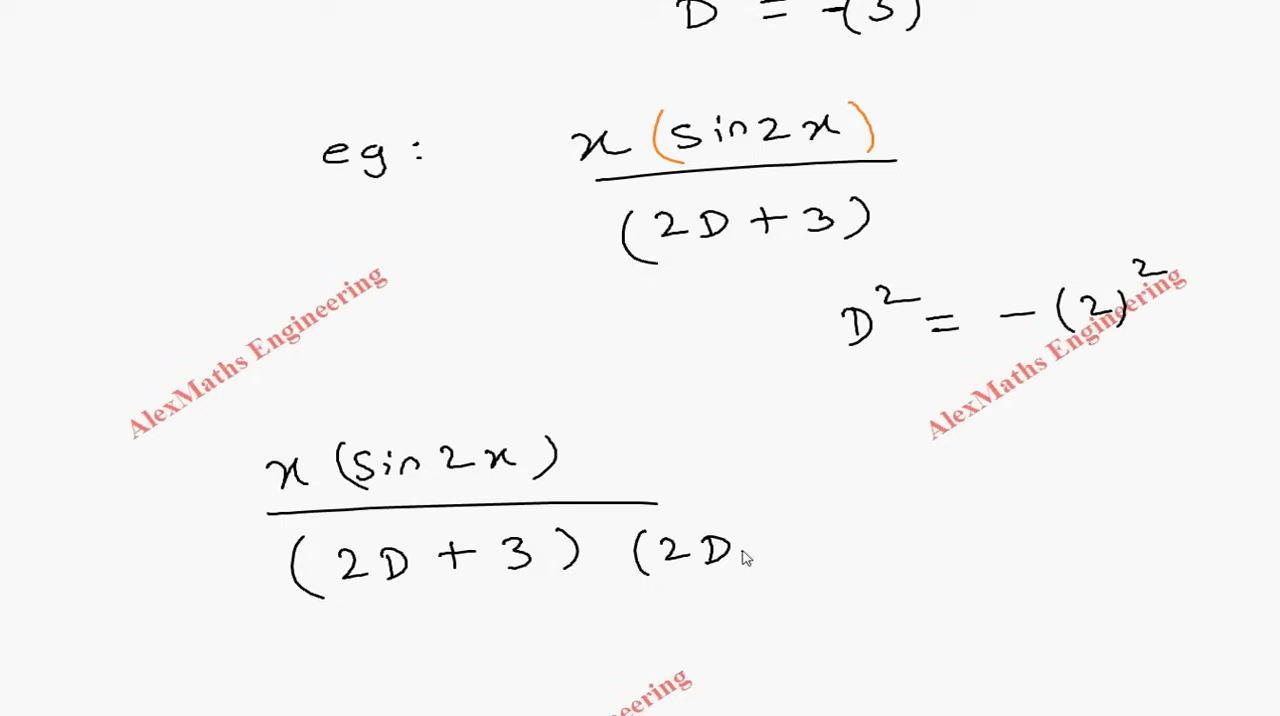 D = -(3)
eg: x (sin2x)
(2D + 3)
D² = - (2)²
AlexMaths Engineering
AlexMaths Engineering
x (sin2x)
(2D + 3) (2D
eering